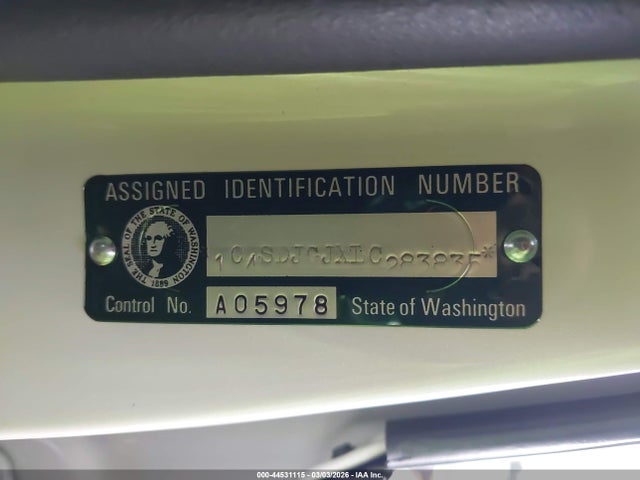 ASSIGNED IDENTIFICATION NUMBER
THE SEAL OF THE STATE OF WASHINGTON
1889
Control No. A05978 State of Washington
000-44531115 - 03/03/2026 - IAA Inc.